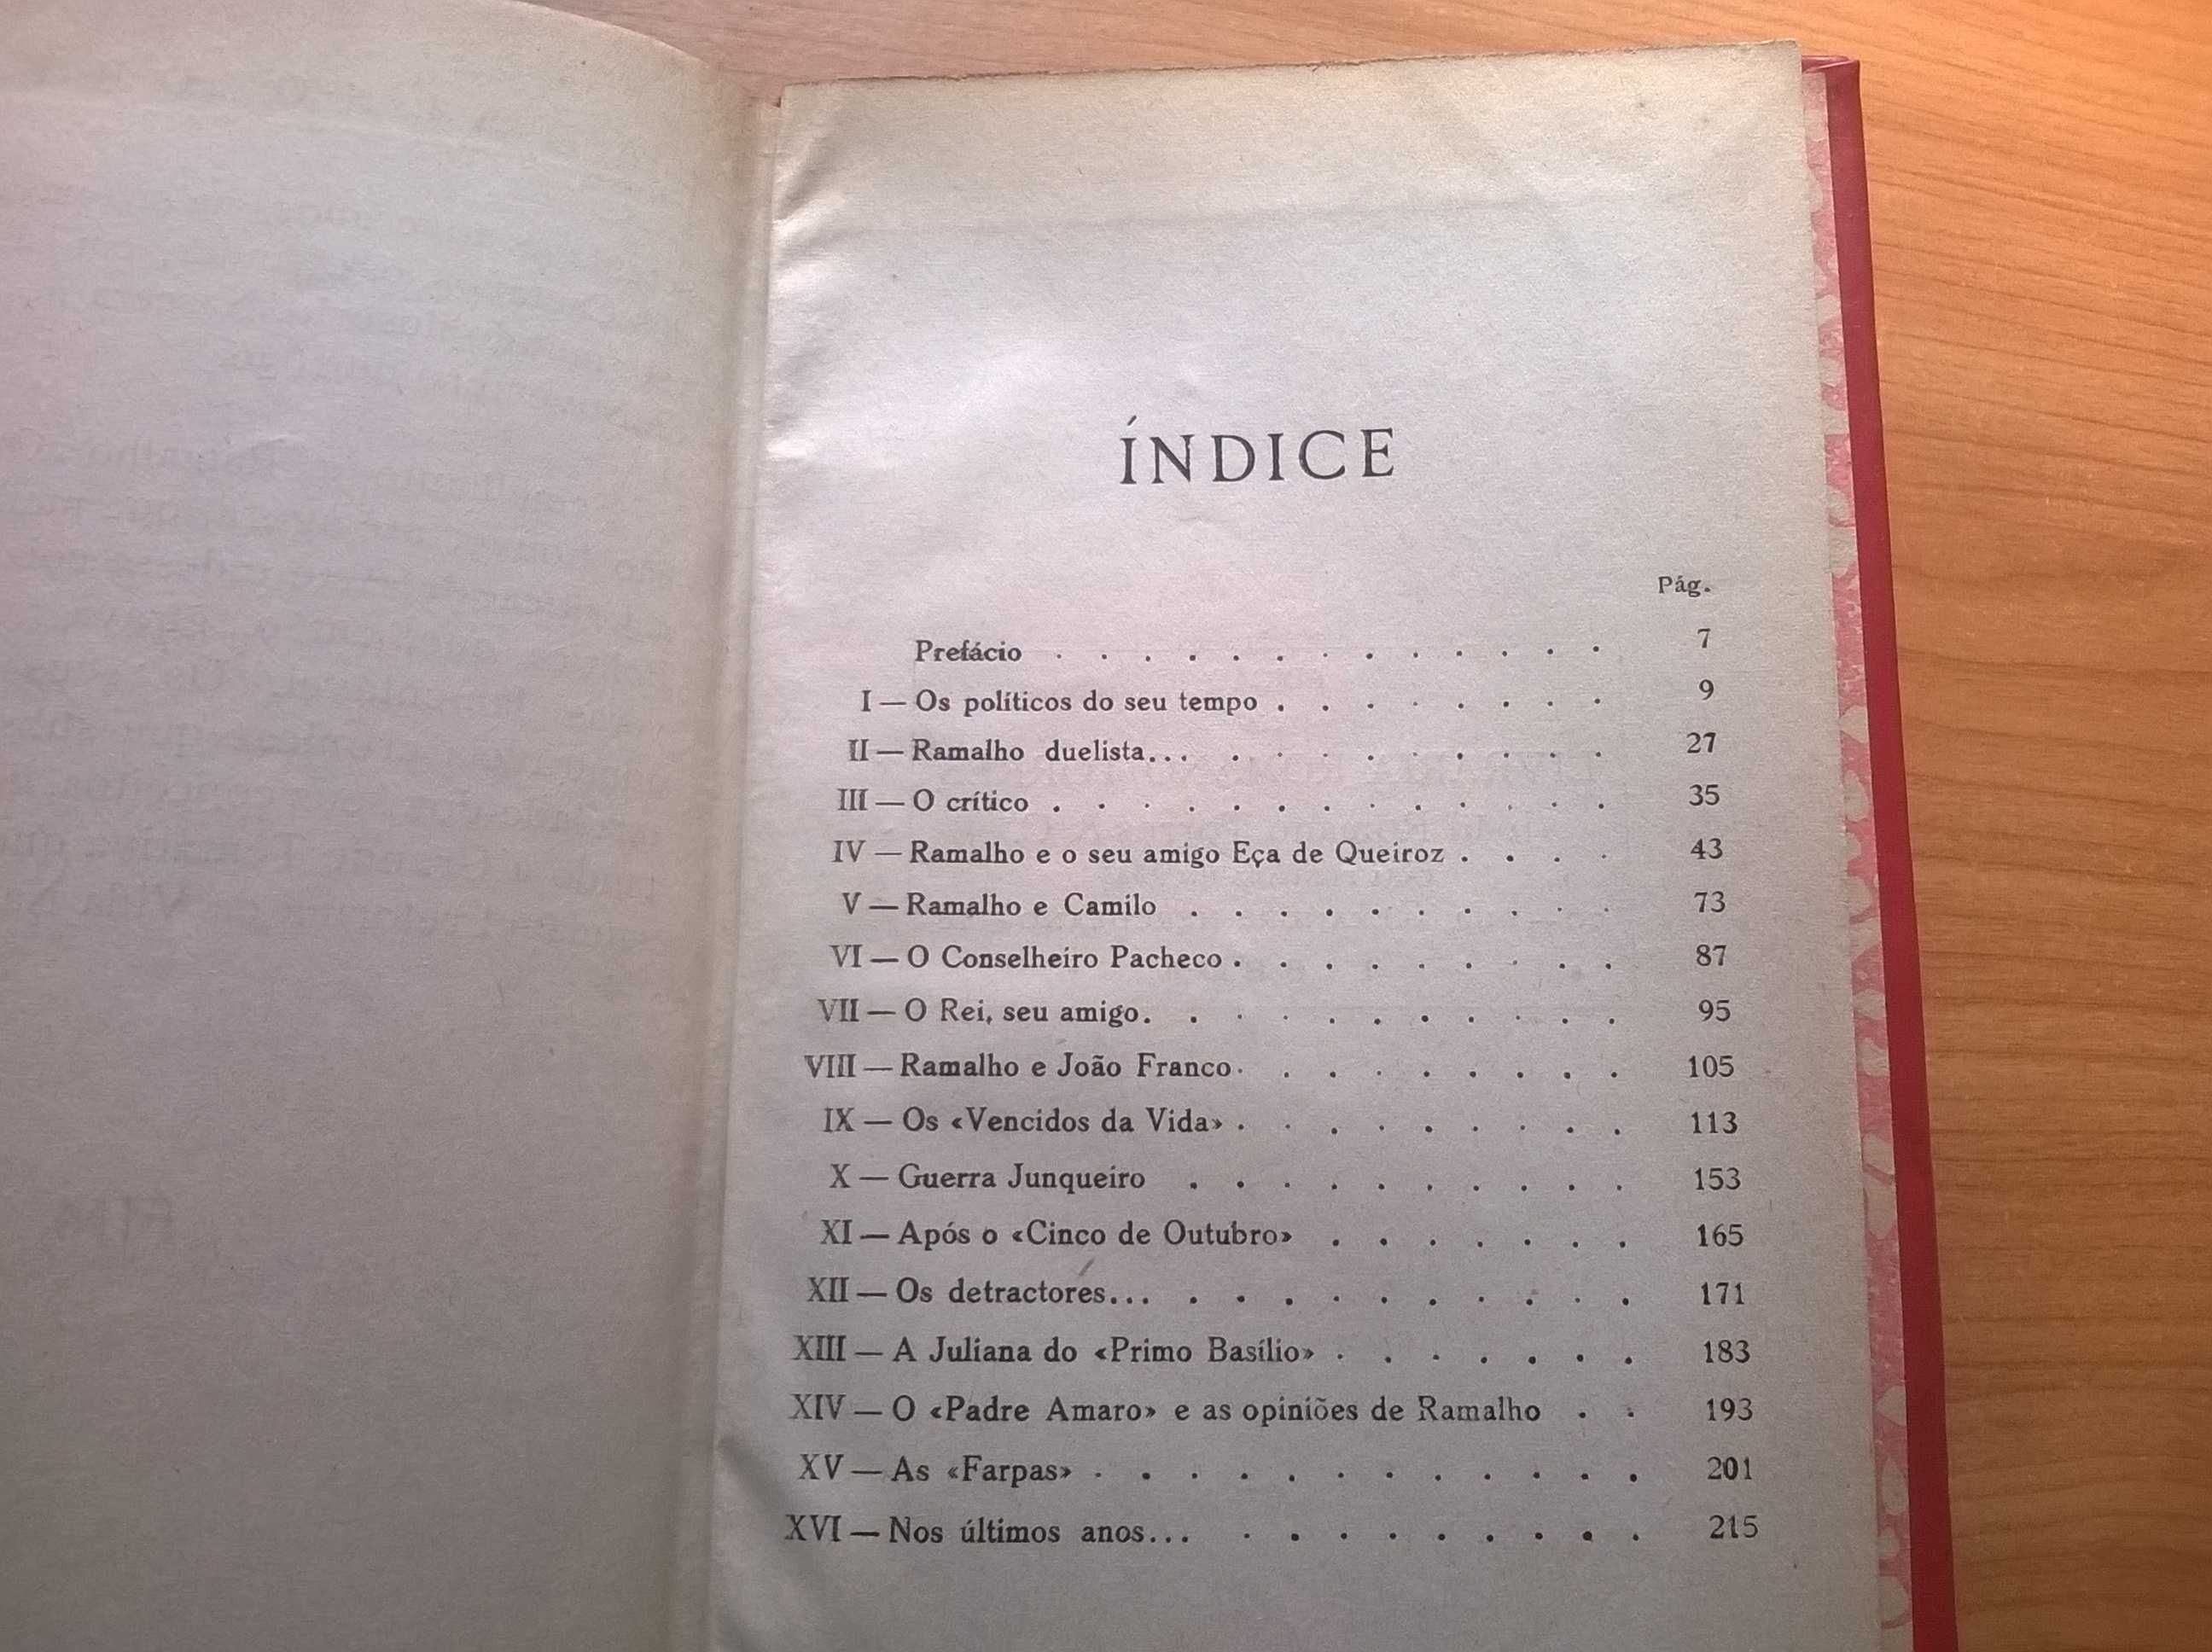 ÍNDICE
Pág.
Prefácio . . . . . . . . . . . . . 7
I — Os políticos do seu tempo . . . . . . . . 9
II — Ramalho duelista... . . . . . . . . . 27
III — O crítico . . . . . . . . . . . . . 35
IV — Ramalho e o seu amigo Eça de Queiroz . . . . 43
V — Ramalho e Camilo . . . . . . . . . . 73
VI — O Conselheiro Pacheco . . . . . . . . . 87
VII — O Rei, seu amigo. . . . . . . . . . . 95
VIII — Ramalho e João Franco . . . . . . . . . 105
IX — Os «Vencidos da Vida» . . . . . . . . . 113
X — Guerra Junqueiro . . . . . . . . . . 153
XI — Após o «Cinco de Outubro» . . . . . . . 165
XII — Os detractores... . . . . . . . . . . 171
XIII — A Juliana do «Primo Basílio» . . . . . . . 183
XIV — O «Padre Amaro» e as opiniões de Ramalho . . 193
XV — As «Farpas» . . . . . . . . . . . . 201
XVI — Nos últimos anos... . . . . . . . . . 215